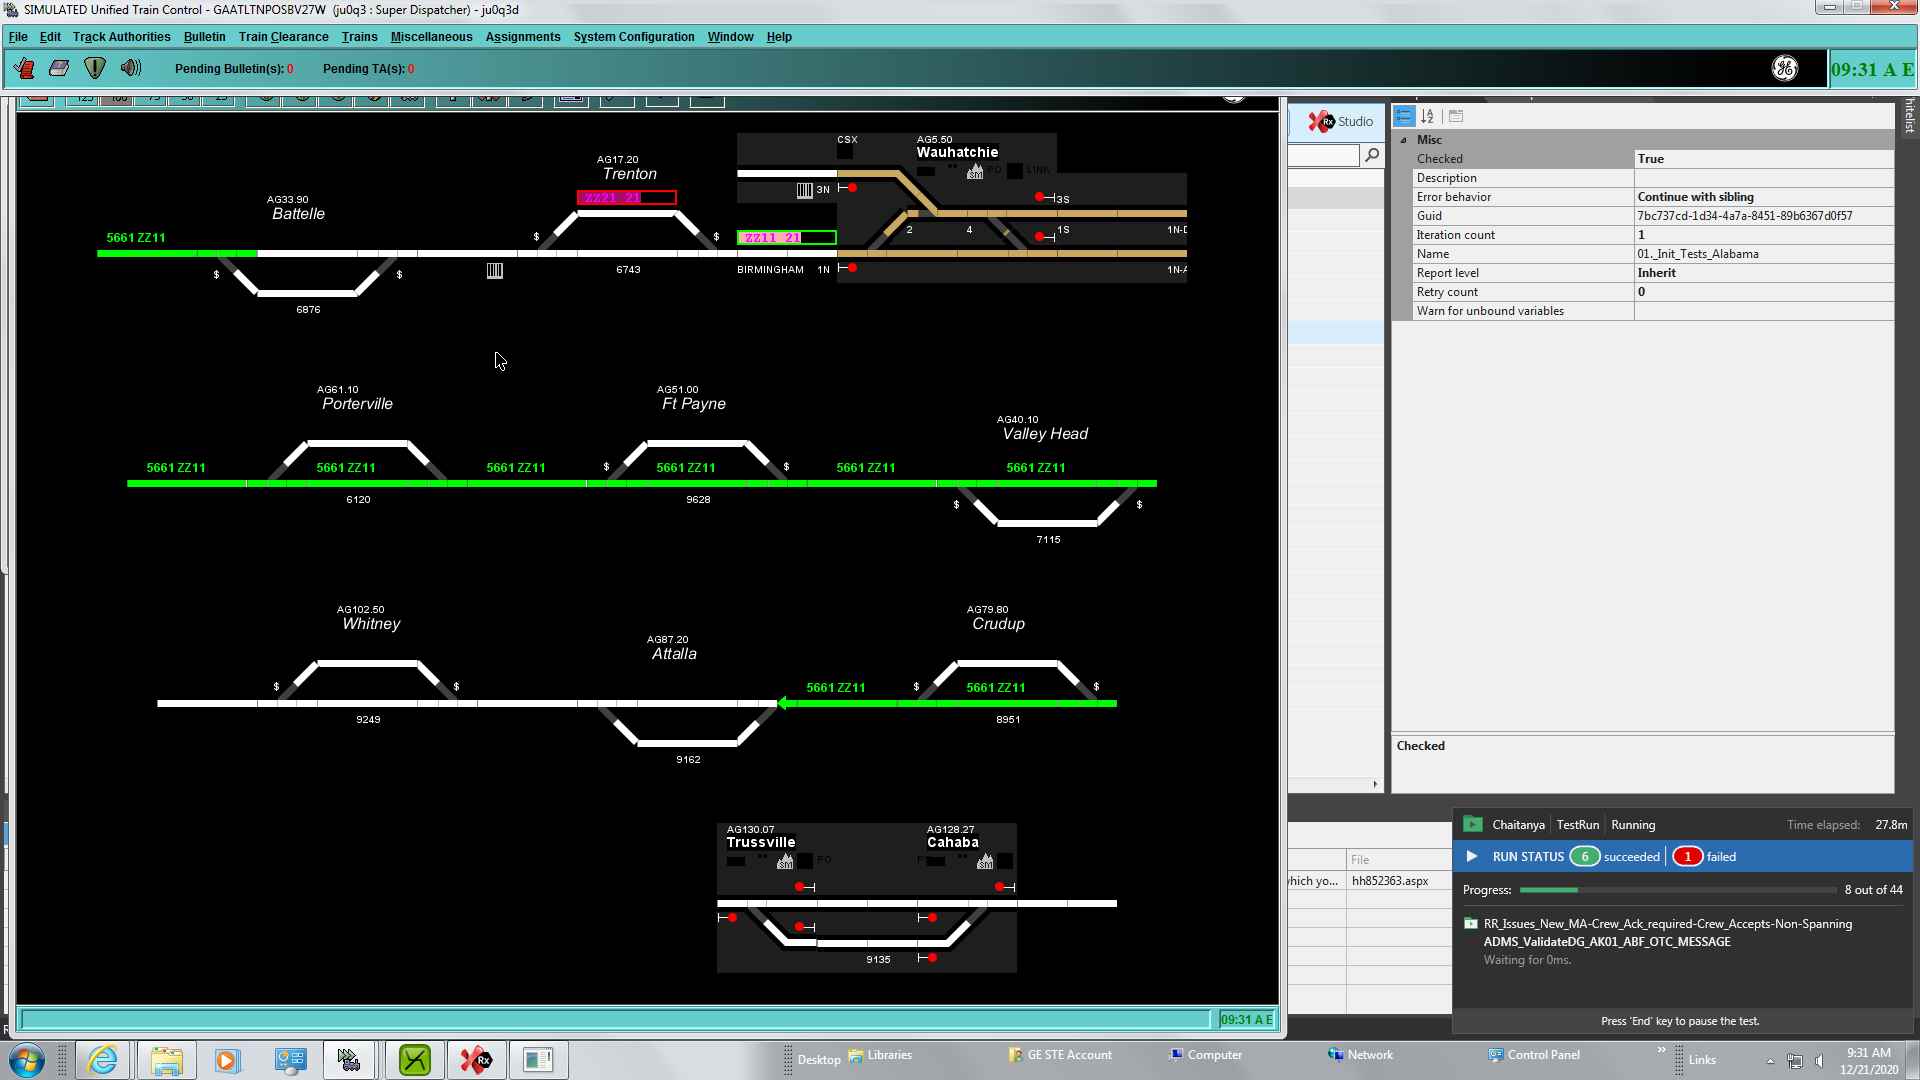 SIMULATED Unified Train Control - GAATLTNPOSBV27W (ju0q3 : Super Dispatcher) - ju0q3d
File Edit Track Authorities Bulletin Train Clearance Trains Miscellaneous Assignments System Configuration Window Help
Pending Bulletin(s): 0 Pending TA(s): 0
09:31 A E
CSX
AG5.50
Wauhatchie
LINK
3N
3S
2
4
1S
1N-D
BIRMINGHAM 1N
1N-A
AG17.20
Trenton
ZZ21 21
ZZ11 21
$
$
6743
AG33.90
Battelle
5661 ZZ11
$
$
6876
AG61.10
Porterville
AG51.00
Ft Payne
AG40.10
Valley Head
5661 ZZ11 5661 ZZ11 5661 ZZ11 $ 5661 ZZ11 $ 5661 ZZ11 5661 ZZ11
6120
9628
$
$
7115
AG102.50
Whitney
AG87.20
Attalla
AG79.80
Crudup
$
$
5661 ZZ11 $ 5661 ZZ11 $
9249
8951
9162
AG130.07
Trussville
SM
PO
AG128.27
Cahaba
SM
9135
09:31 A E
Rx Studio
Misc
Checked True
Description
Error behavior Continue with sibling
Guid 7bc737cd-1d34-4a7a-8451-89b6367d0f57
Iteration count 1
Name 01._Init_Tests_Alabama
Report level Inherit
Retry count 0
Warn for unbound variables
Checked
hitelist
File
which yo... hh852363.aspx
Chaitanya TestRun Running Time elapsed: 27.8m
RUN STATUS 6 succeeded 1 failed
Progress: 8 out of 44
RR_Issues_New_MA-Crew_Ack_required-Crew_Accepts-Non-Spanning
ADMS_ValidateDG_AK01_ABF_OTC_MESSAGE
Waiting for 0ms.
Press 'End' key to pause the test.
Desktop Libraries GE STE Account Computer Network Control Panel » Links
9:31 AM
12/21/2020